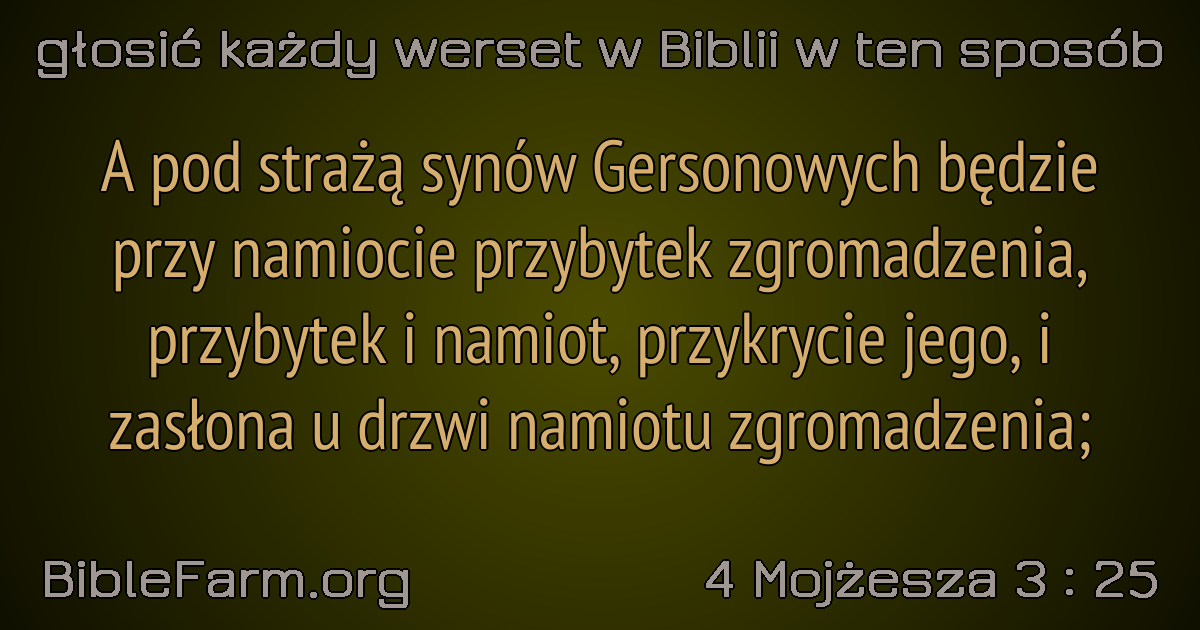 głosić każdy werset w Biblii w ten sposób
A pod strażą synów Gersonowych będzie
przy namiocie przybytek zgromadzenia,
przybytek i namiot, przykrycie jego, i
zasłona u drzwi namiotu zgromadzenia;
BibleFarm.org
4 Mojżesza 3 : 25